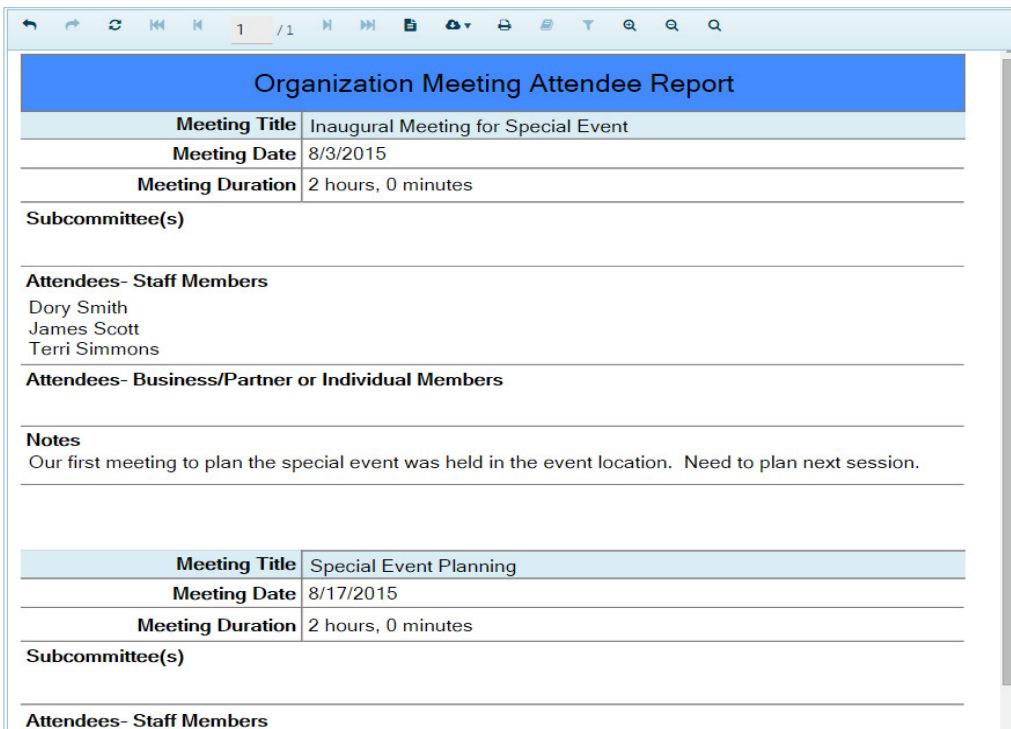 1 / 1
Organization Meeting Attendee Report
Meeting Title Inaugural Meeting for Special Event
Meeting Date 8/3/2015
Meeting Duration 2 hours, 0 minutes
Subcommittee(s)
Attendees- Staff Members
Dory Smith
James Scott
Terri Simmons
Attendees- Business/Partner or Individual Members
Notes
Our first meeting to plan the special event was held in the event location.  Need to plan next session.
Meeting Title Special Event Planning
Meeting Date 8/17/2015
Meeting Duration 2 hours, 0 minutes
Subcommittee(s)
Attendees- Staff Members